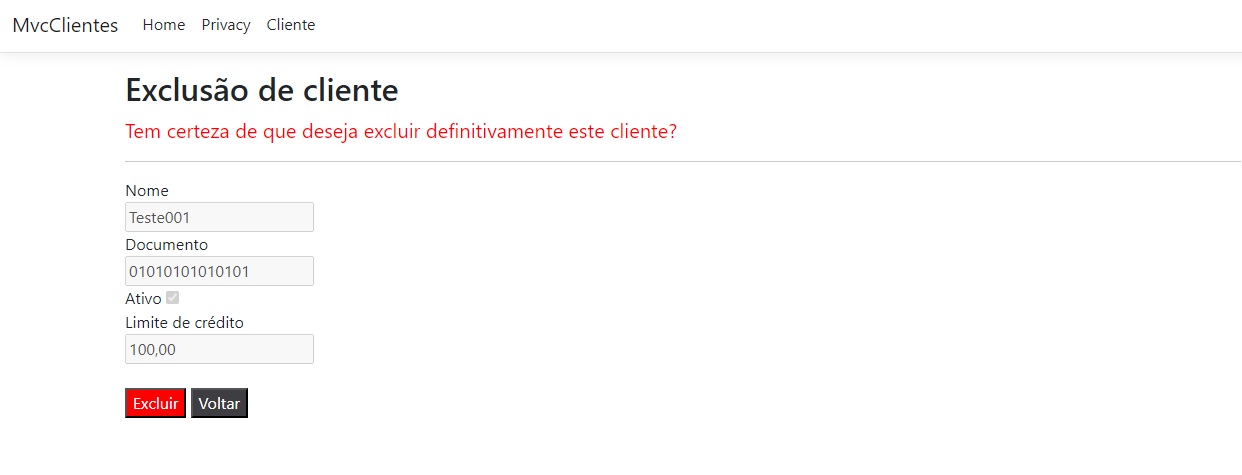 MvcClientes Home Privacy Cliente
Exclusão de cliente
Tem certeza de que deseja excluir definitivamente este cliente?
Nome
Teste001
Documento
01010101010101
Ativo
Limite de crédito
100,00
Excluir Voltar